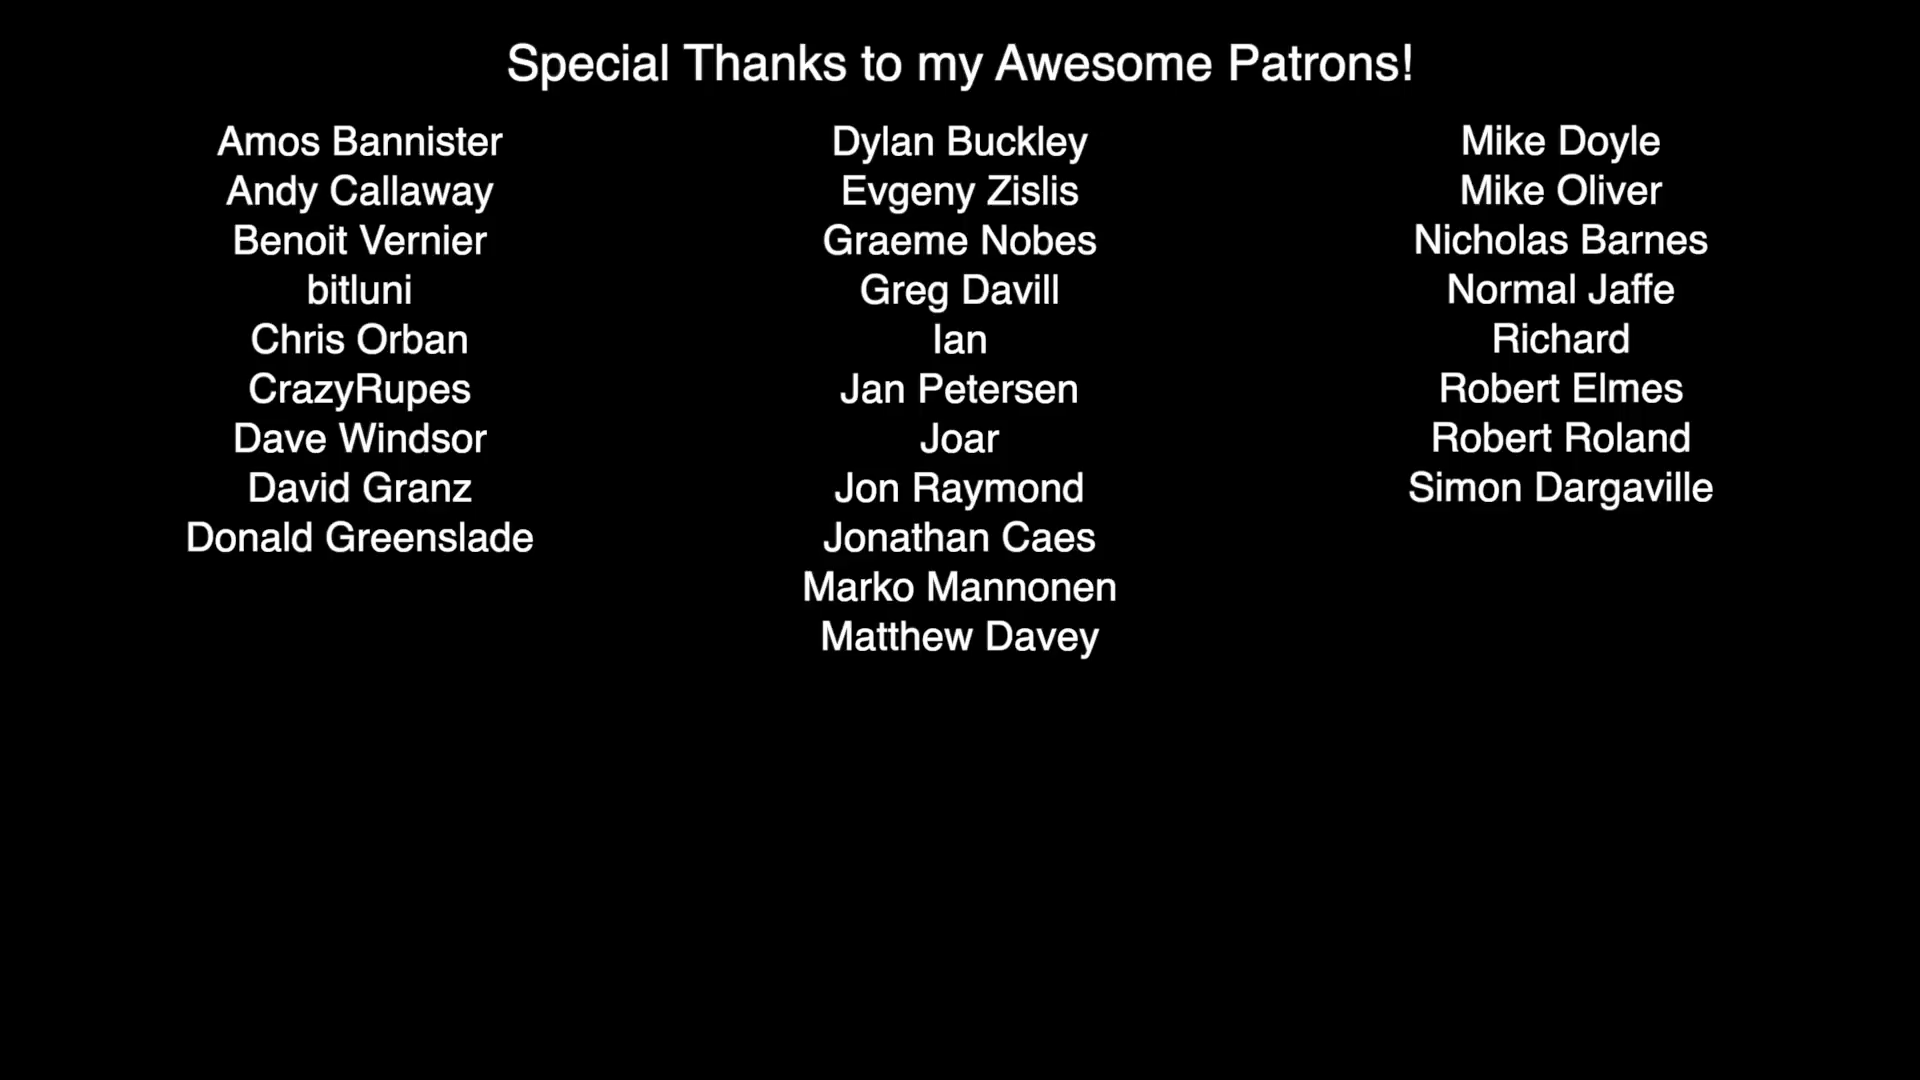 Special Thanks to my Awesome Patrons!
Amos Bannister
Andy Callaway
Benoit Vernier
bitluni
Chris Orban
CrazyRupes
Dave Windsor
David Granz
Donald Greenslade
Dylan Buckley
Evgeny Zislis
Graeme Nobes
Greg Davill
Ian
Jan Petersen
Joar
Jon Raymond
Jonathan Caes
Marko Mannonen
Matthew Davey
Mike Doyle
Mike Oliver
Nicholas Barnes
Normal Jaffe
Richard
Robert Elmes
Robert Roland
Simon Dargaville